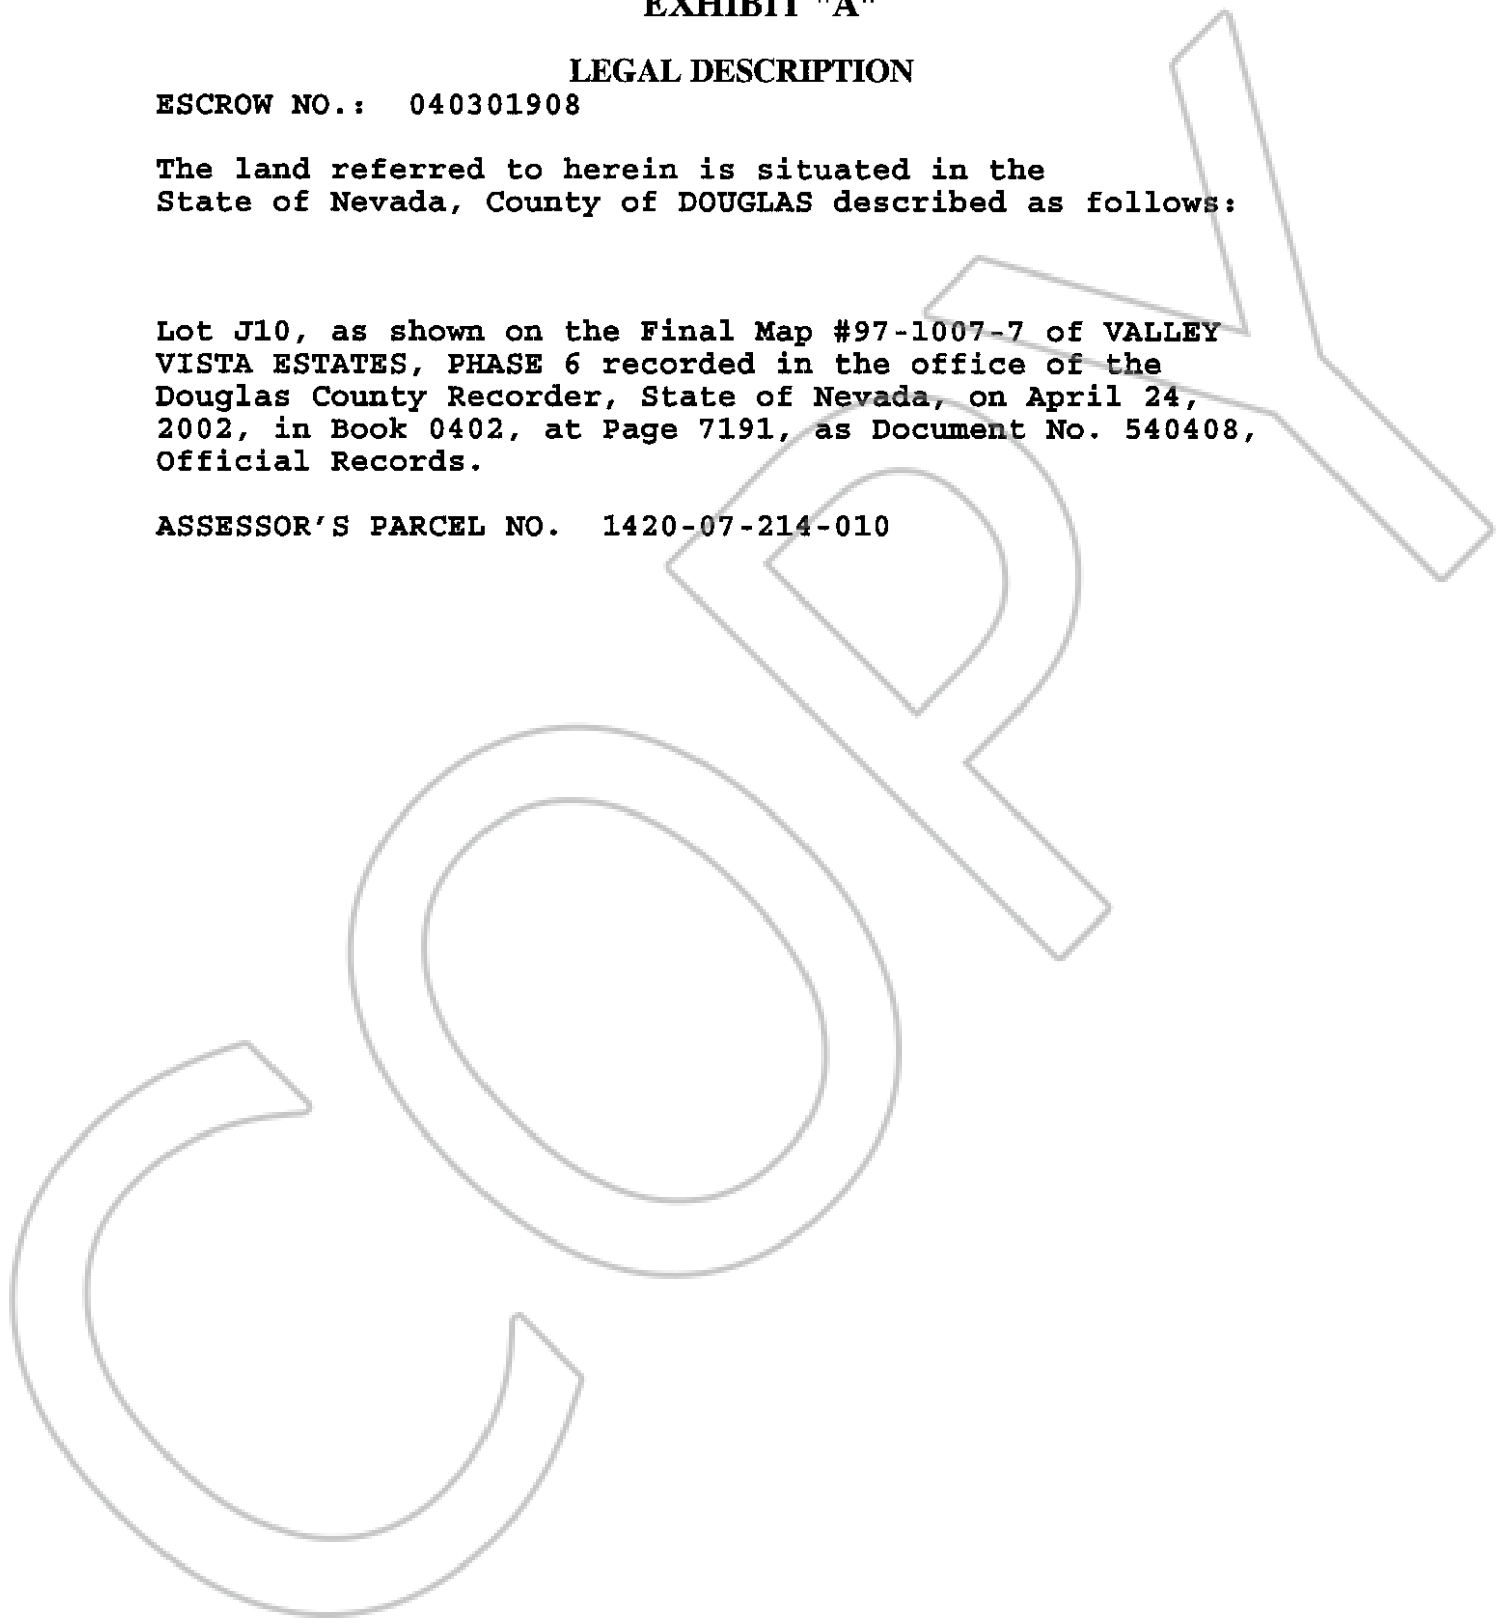 EXHIBIT "A"
LEGAL DESCRIPTION
ESCROW NO.: 040301908
The land referred to herein is situated in the
State of Nevada, County of DOUGLAS described as follows:
Lot J10, as shown on the Final Map #97-1007-7 of VALLEY
VISTA ESTATES, PHASE 6 recorded in the office of the
Douglas County Recorder, State of Nevada, on April 24,
2002, in Book 0402, at Page 7191, as Document No. 540408,
Official Records.
ASSESSOR'S PARCEL NO. 1420-07-214-010
COPY